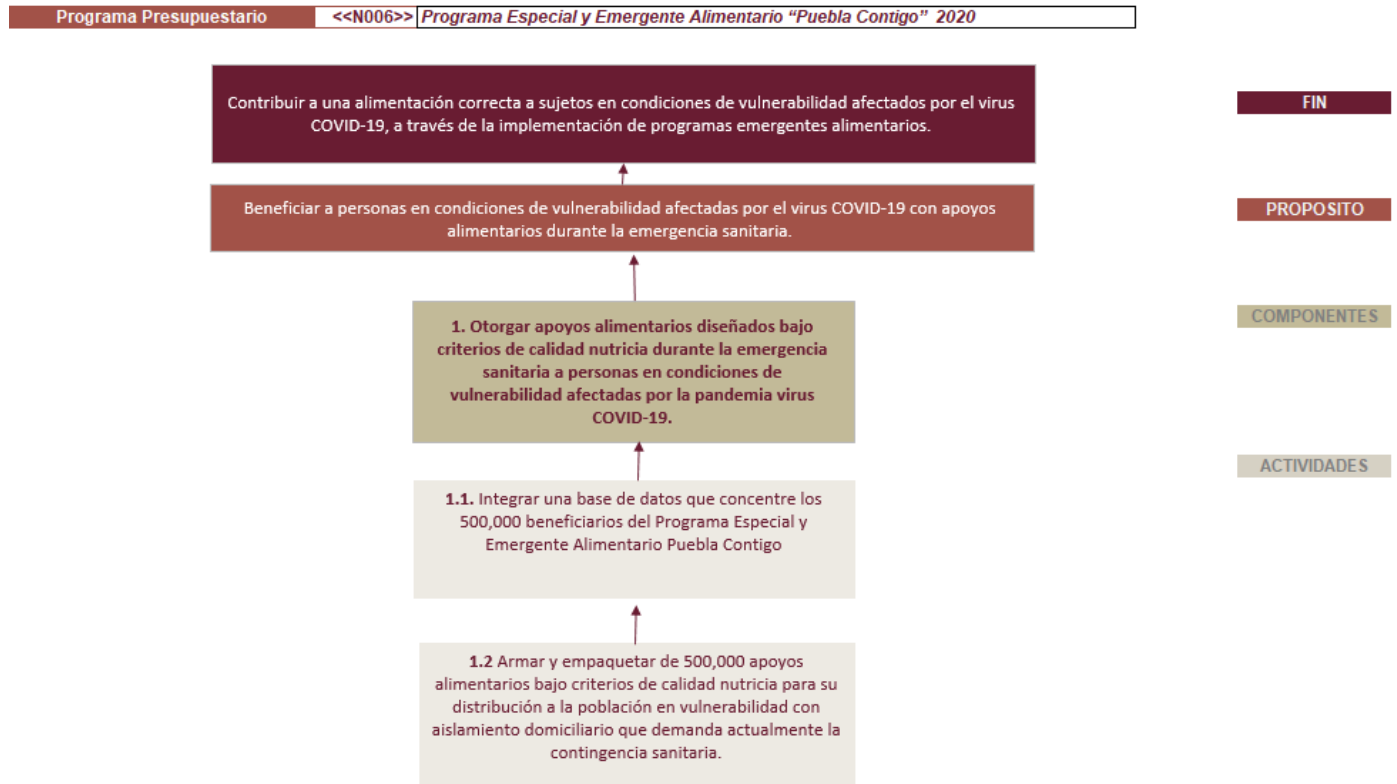 Programa Presupuestario <<N006>> Programa Especial y Emergente Alimentario “Puebla Contigo” 2020
Contribuir a una alimentación correcta a sujetos en condiciones de vulnerabilidad afectados por el virus
COVID-19, a través de la implementación de programas emergentes alimentarios.
FIN
Beneficiar a personas en condiciones de vulnerabilidad afectadas por el virus COVID-19 con apoyos
alimentarios durante la emergencia sanitaria.
PROPOSITO
1. Otorgar apoyos alimentarios diseñados bajo
criterios de calidad nutricia durante la emergencia
sanitaria a personas en condiciones de
vulnerabilidad afectadas por la pandemia virus
COVID-19.
COMPONENTES
1.1. Integrar una base de datos que concentre los
500,000 beneficiarios del Programa Especial y
Emergente Alimentario Puebla Contigo
ACTIVIDADES
1.2 Armar y empaquetar de 500,000 apoyos
alimentarios bajo criterios de calidad nutricia para su
distribución a la población en vulnerabilidad con
aislamiento domiciliario que demanda actualmente la
contingencia sanitaria.